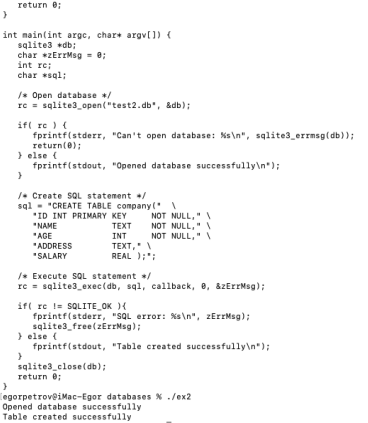 return 0;
}

int main(int argc, char* argv[]) {
   sqlite3 *db;
   char *zErrMsg = 0;
   int rc;
   char *sql;

   /* Open database */
   rc = sqlite3_open("test2.db", &db);

   if( rc ) {
      fprintf(stderr, "Can't open database: %s\n", sqlite3_errmsg(db));
      return(0);
   } else {
      fprintf(stdout, "Opened database successfully\n");
   }

   /* Create SQL statement */
   sql = "CREATE TABLE company("  \
      "ID INT PRIMARY KEY     NOT NULL," \
      "NAME           TEXT    NOT NULL," \
      "AGE            INT     NOT NULL," \
      "ADDRESS        TEXT," \
      "SALARY         REAL );";

   /* Execute SQL statement */
   rc = sqlite3_exec(db, sql, callback, 0, &zErrMsg);

   if( rc != SQLITE_OK ){
      fprintf(stderr, "SQL error: %s\n", zErrMsg);
      sqlite3_free(zErrMsg);
   } else {
      fprintf(stdout, "Table created successfully\n");
   }
   sqlite3_close(db);
   return 0;
}
[egorpetrov@iMac-Egor databases % ./ex2
Opened database successfully
Table created successfully